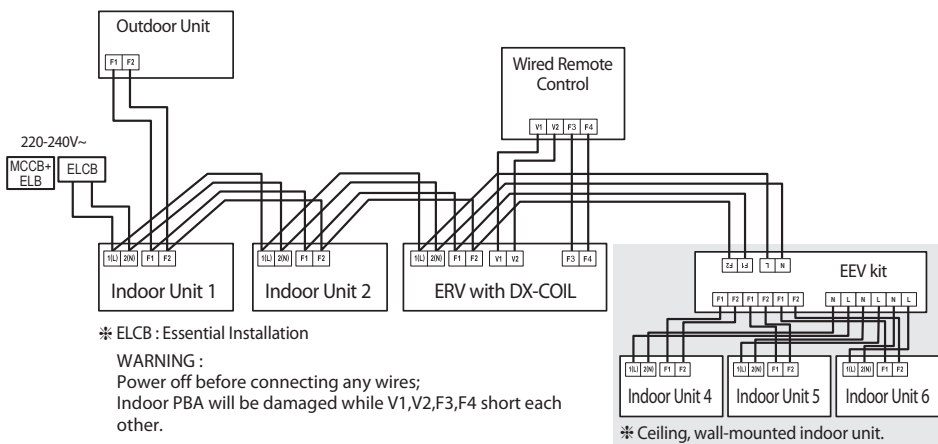 Outdoor Unit
F1 F2
Wired Remote
Control
V1 V2 F3 F4
220-240V~
MCCB+
ELB
ELCB
1(L) 2(N) F1 F2
Indoor Unit 1
1(L) 2(N) F1 F2
Indoor Unit 2
1(L) 2(N) F1 F2 V1 V2 F3 F4
ERV with DX-COIL
F2 F1 L N
EEV kit
F1 F2 F1 F2 F1 F2 N L N L N L
1(L) 2(N) F1 F2
Indoor Unit 4
1(L) 2(N) F1 F2
Indoor Unit 5
1(L) 2(N) F1 F2
Indoor Unit 6
❈ Ceiling, wall-mounted indoor unit.
❈ ELCB : Essential Installation
WARNING :
Power off before connecting any wires;
Indoor PBA will be damaged while V1,V2,F3,F4 short each
other.